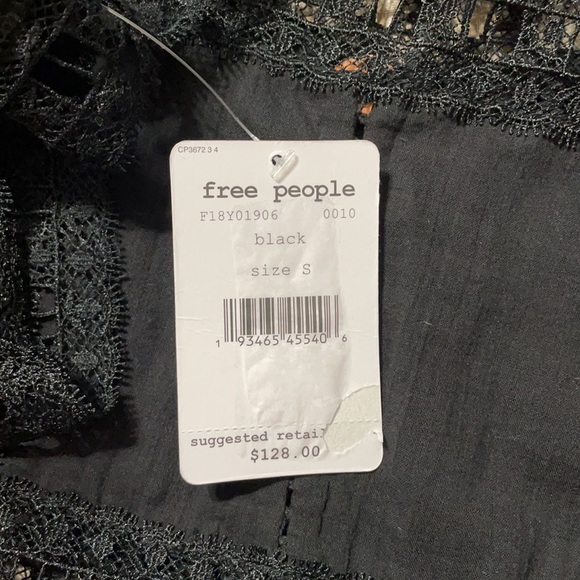 CP3672 3 4
free people
F18Y01906 0010
black
size S
1 93465 45540 6
suggested retail
$128.00